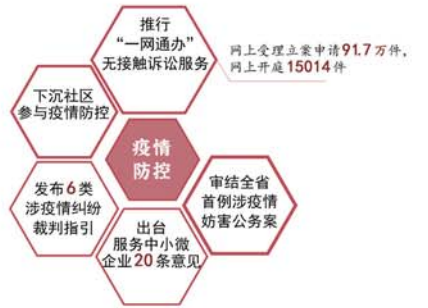 推行
“一网通办”
无接触诉讼服务
网上受理立案申请91.7万件,
网上开庭15014件
下沉社区
参与疫情防控
疫情
防控
发布6类
涉疫情纠纷
裁判指引
审结全省
首例涉疫情
妨害公务案
出台
服务中小微
企业20条意见